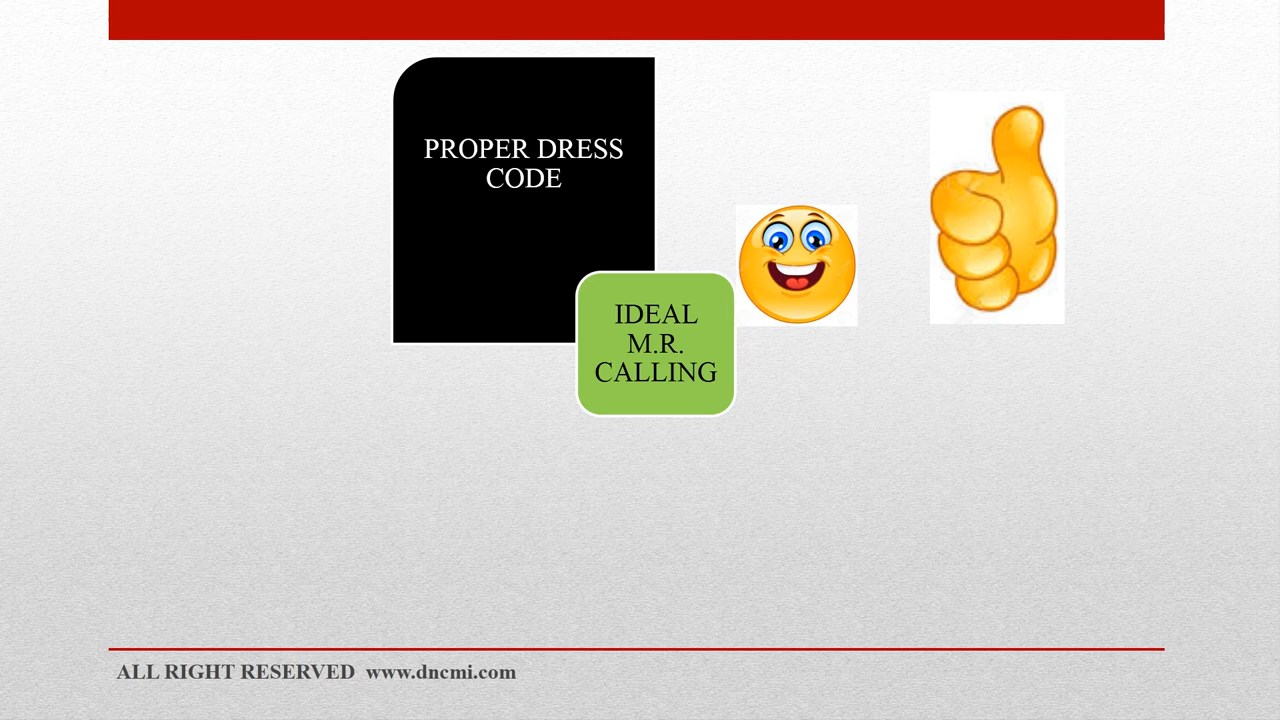 PROPER DRESS
CODE
IDEAL
M.R.
CALLING
ALL RIGHT RESERVED  www.dncmi.com